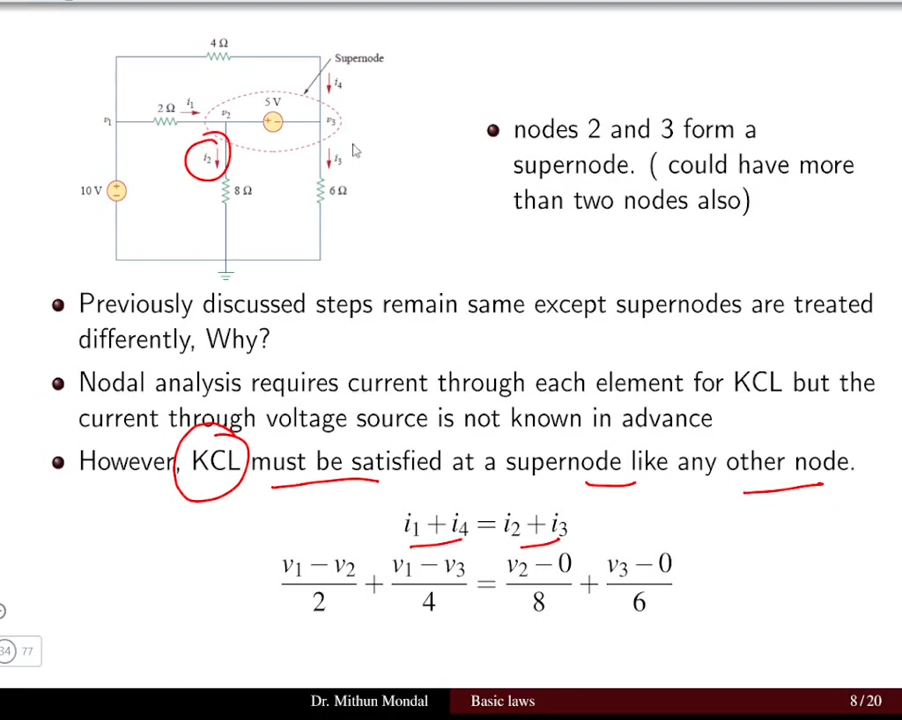 4 Ω
Supernode
i4
2 Ω
i1
v2
5 V
v1
v3
i2
i3
10 V
8 Ω
6 Ω
nodes 2 and 3 form a
supernode. ( could have more
than two nodes also)
Previously discussed steps remain same except supernodes are treated
differently, Why?
Nodal analysis requires current through each element for KCL but the
current through voltage source is not known in advance
However, KCL must be satisfied at a supernode like any other node.
i1 + i4 = i2 + i3
(v1 − v2)/2 + (v1 − v3)/4 = (v2 − 0)/8 + (v3 − 0)/6
34 77
Dr. Mithun Mondal Basic laws 8 / 20